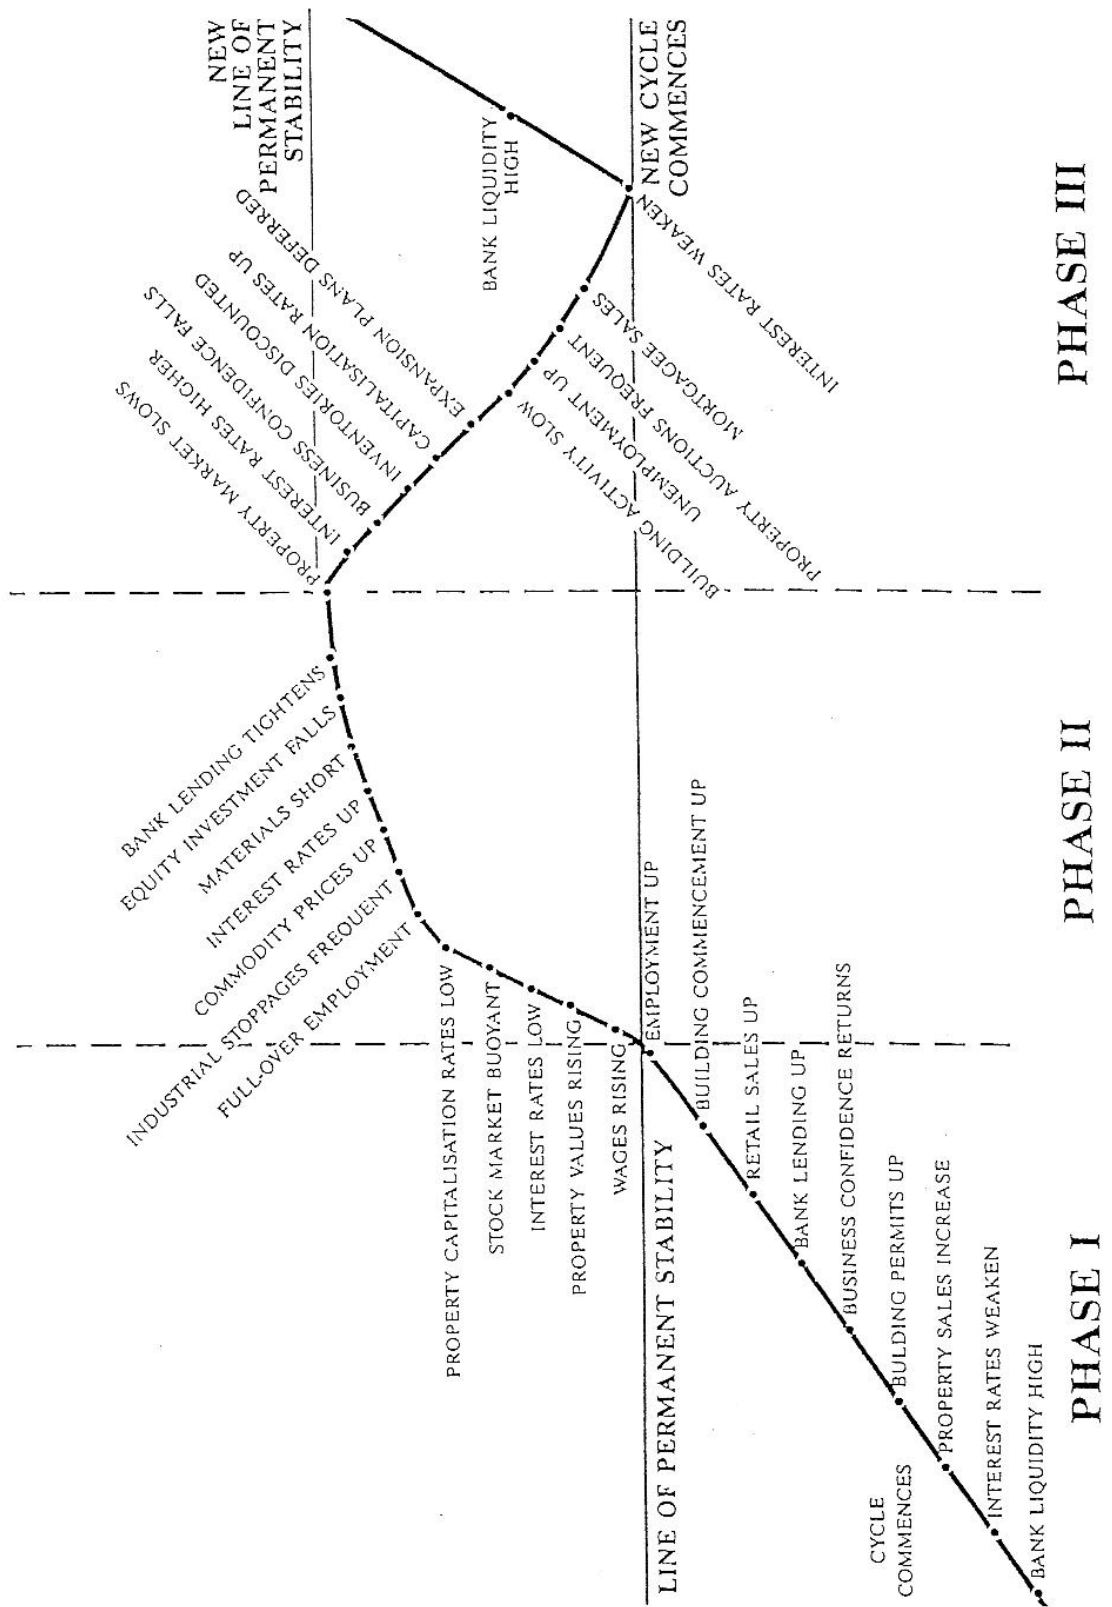 BANK LIQUIDITY HIGH
INTEREST RATES WEAKEN
PROPERTY SALES INCREASE
CYCLE
COMMENCES
BULDING PERMITS UP
BUSINESS CONFIDENCE RETURNS
BANK LENDING UP
RETAIL SALES UP
BUILDING COMMENCEMENT UP
EMPLOYMENT UP
LINE OF PERMANENT STABILITY
WAGES RISING
PROPERTY VALUES RISING
INTEREST RATES LOW
STOCK MARKET BUOYANT
PROPERTY CAPITALISATION RATES LOW
FULL-OVER EMPLOYMENT
INDUSTRIAL STOPPAGES FREQUENT
COMMODITY PRICES UP
INTEREST RATES UP
MATERIALS SHORT
EQUITY INVESTMENT FALLS
BANK LENDING TIGHTENS
PROPERTY MARKET SLOWS
INTEREST RATES HIGHER
BUSINESS CONFIDENCE FALLS
INVENTORIES DISCOUNTED
CAPITALISATION RATES UP
EXPANSION PLANS DEFERRED
BUILDING ACTIVITY SLOW
UNEMPLOYMENT UP
PROPERTY AUCTIONS FREQUENT
MORTGAGEE SALES
INTEREST RATES WEAKEN
NEW CYCLE
COMMENCES
BANK LIQUIDITY
HIGH
NEW
LINE OF
PERMANENT
STABILITY
PHASE I
PHASE II
PHASE III